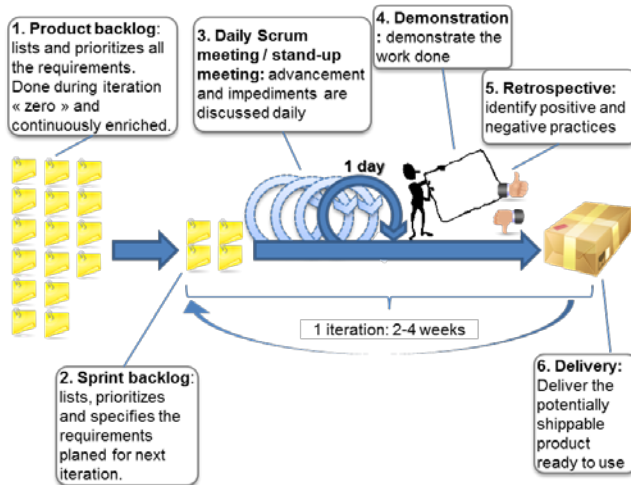 1. Product backlog:
lists and prioritizes all
the requirements.
Done during iteration
« zero » and
continuously enriched.
3. Daily Scrum
meeting / stand-up
meeting: advancement
and impediments are
discussed daily
4. Demonstration
: demonstrate the
work done
5. Retrospective:
identify positive and
negative practices
1 day
1 iteration: 2-4 weeks
2. Sprint backlog:
lists, prioritizes
and specifies the
requirements
planed for next
iteration.
6. Delivery:
Deliver the
potentially
shippable
product
ready to use